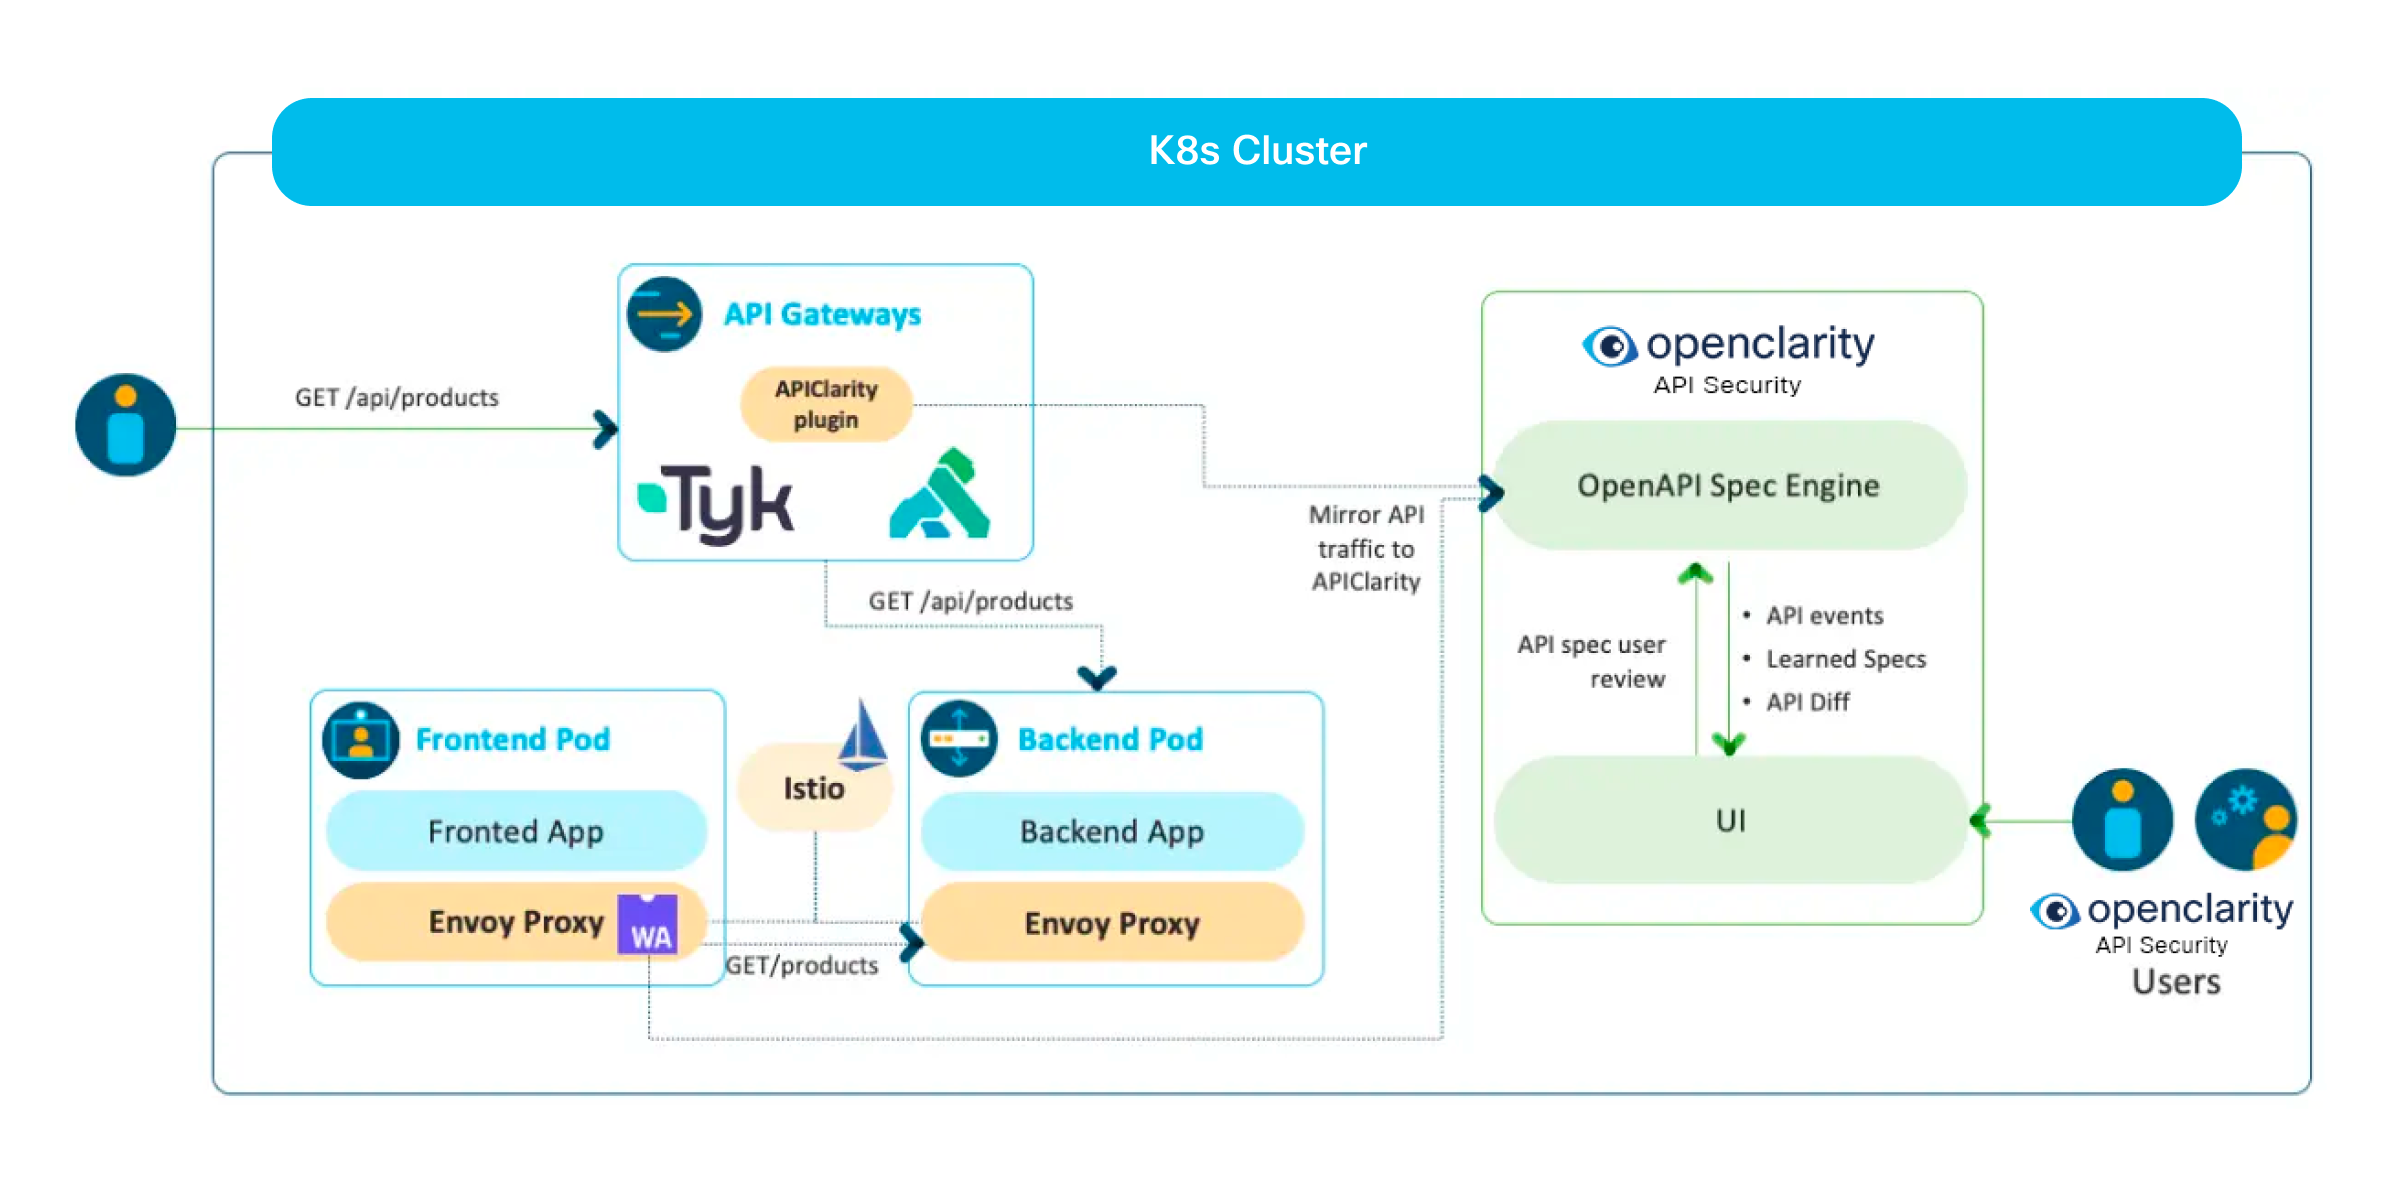 K8s Cluster
API Gateways
APIClarity
plugin
Tyk
GET /api/products
GET /api/products
Mirror API
traffic to
APIClarity
openclarity
API Security
OpenAPI Spec Engine
API spec user
review
• API events
• Learned Specs
• API Diff
UI
Frontend Pod
Fronted App
Envoy Proxy
WA
Istio
GET/products
Backend Pod
Backend App
Envoy Proxy
openclarity
API Security
Users